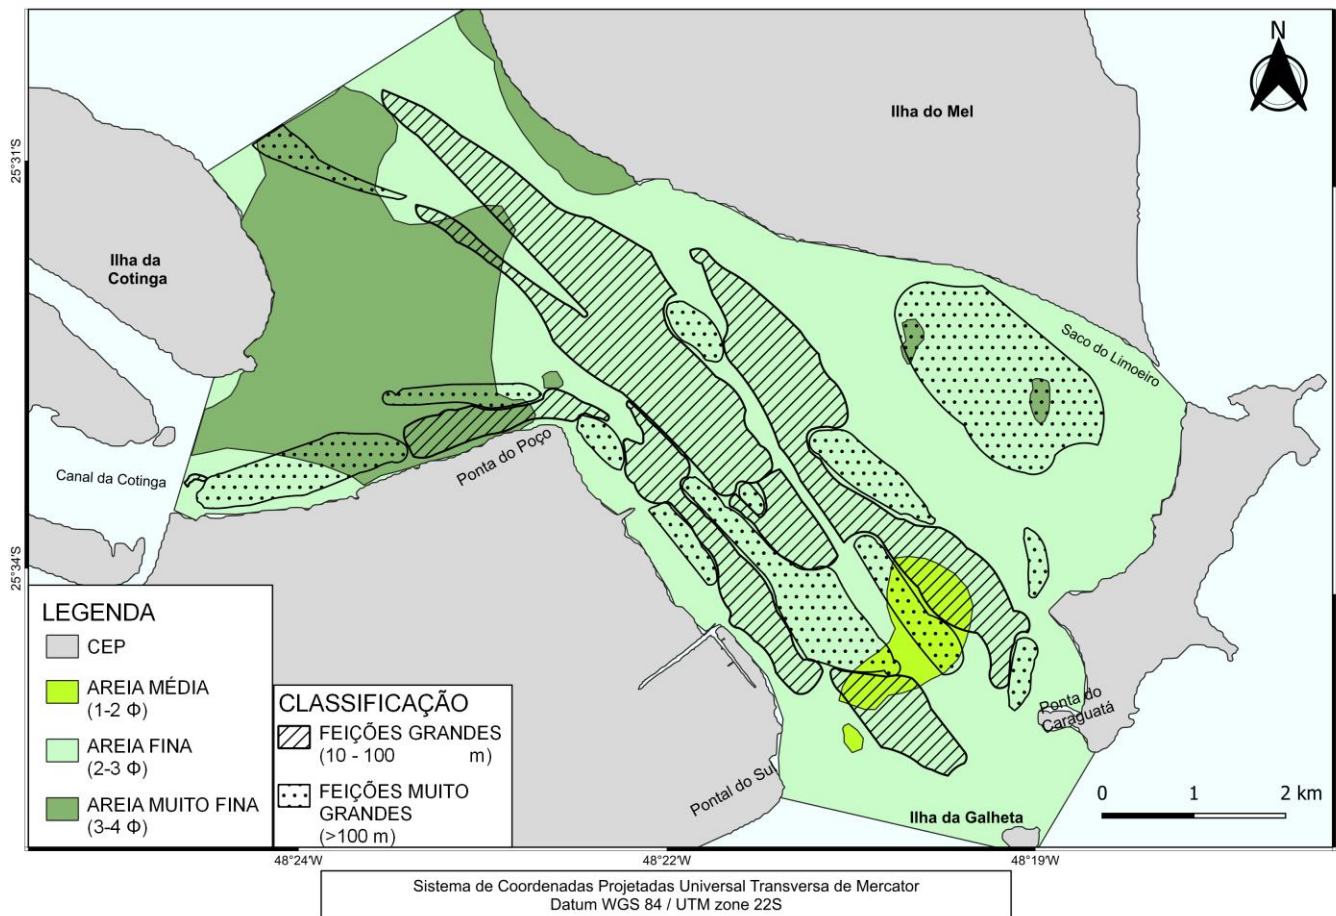 N
Ilha do Mel
25°31'S
Ilha da
Cotinga
Saco do Limoeiro
Ponta do Poço
Canal da Cotinga
25°34'S
LEGENDA
CEP
AREIA MÉDIA
(1-2 Φ)
AREIA FINA
(2-3 Φ)
AREIA MUITO FINA
(3-4 Φ)
CLASSIFICAÇÃO
FEIÇÕES GRANDES
(10 - 100 m)
FEIÇÕES MUITO
GRANDES
(>100 m)
Ponta do
Caraguatá
Pontal do Sul
Ilha da Galheta
0 1 2 km
48°24'W
48°22'W
48°19'W
Sistema de Coordenadas Projetadas Universal Transversa de Mercator
Datum WGS 84 / UTM zone 22S